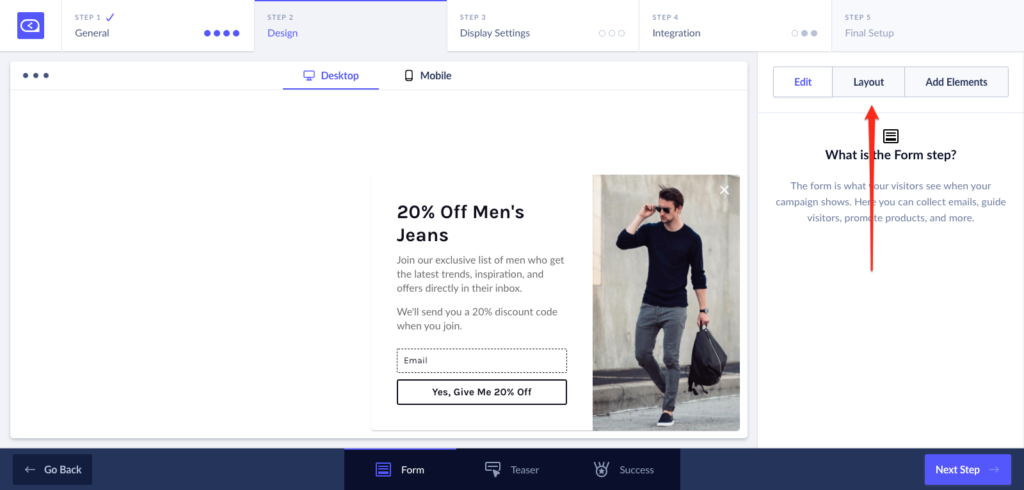 STEP 1
General
STEP 2
Design
STEP 3
Display Settings
STEP 4
Integration
STEP 5
Final Setup
Desktop
Mobile
Edit
Layout
Add Elements
What is the Form step?
The form is what your visitors see when your
campaign shows. Here you can collect emails, guide
visitors, promote products, and more.
20% Off Men's
Jeans
Join our exclusive list of men who get
the latest trends, inspiration, and
offers directly in their inbox.
We'll send you a 20% discount code
when you join.
Email
Yes, Give Me 20% Off
Go Back
Form
Teaser
Success
Next Step